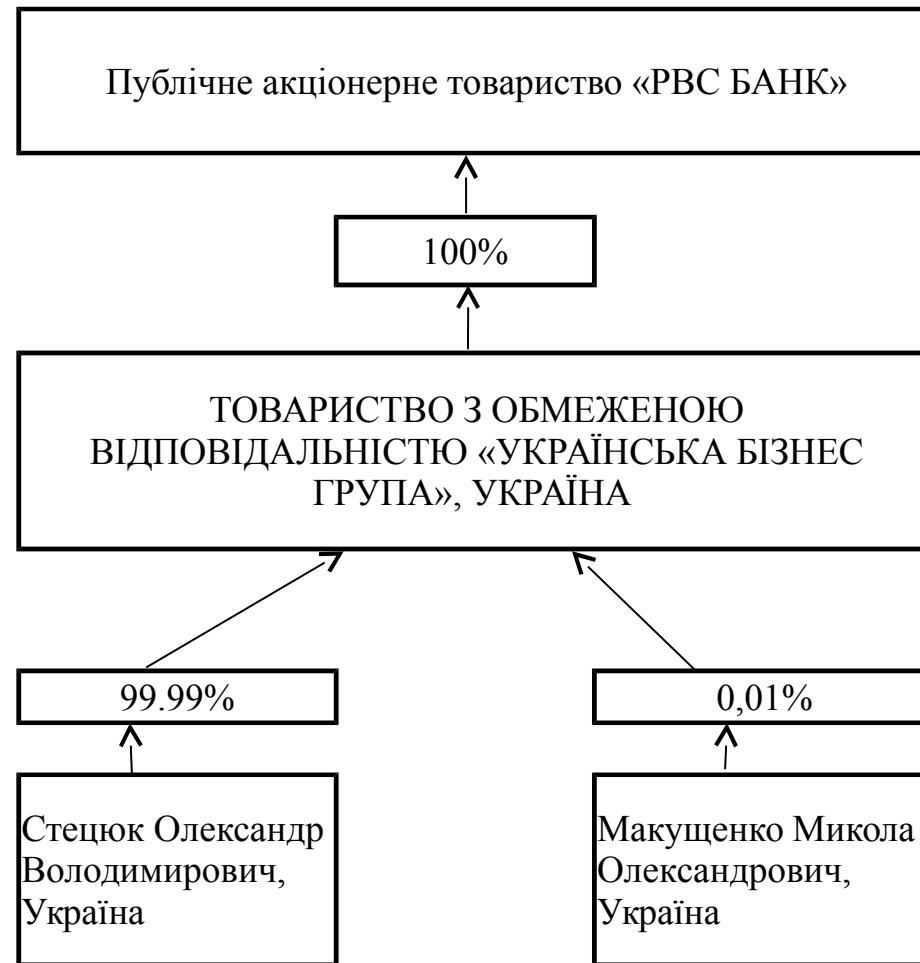 Публічне акціонерне товариство «РВС БАНК»
100%
ТОВАРИСТВО З ОБМЕЖЕНОЮ
ВІДПОВІДАЛЬНІСТЮ «УКРАЇНСЬКА БІЗНЕС
ГРУПА», УКРАЇНА
99.99%
0,01%
Стецюк Олександр
Володимирович,
Україна
Макущенко Микола
Олександрович,
Україна